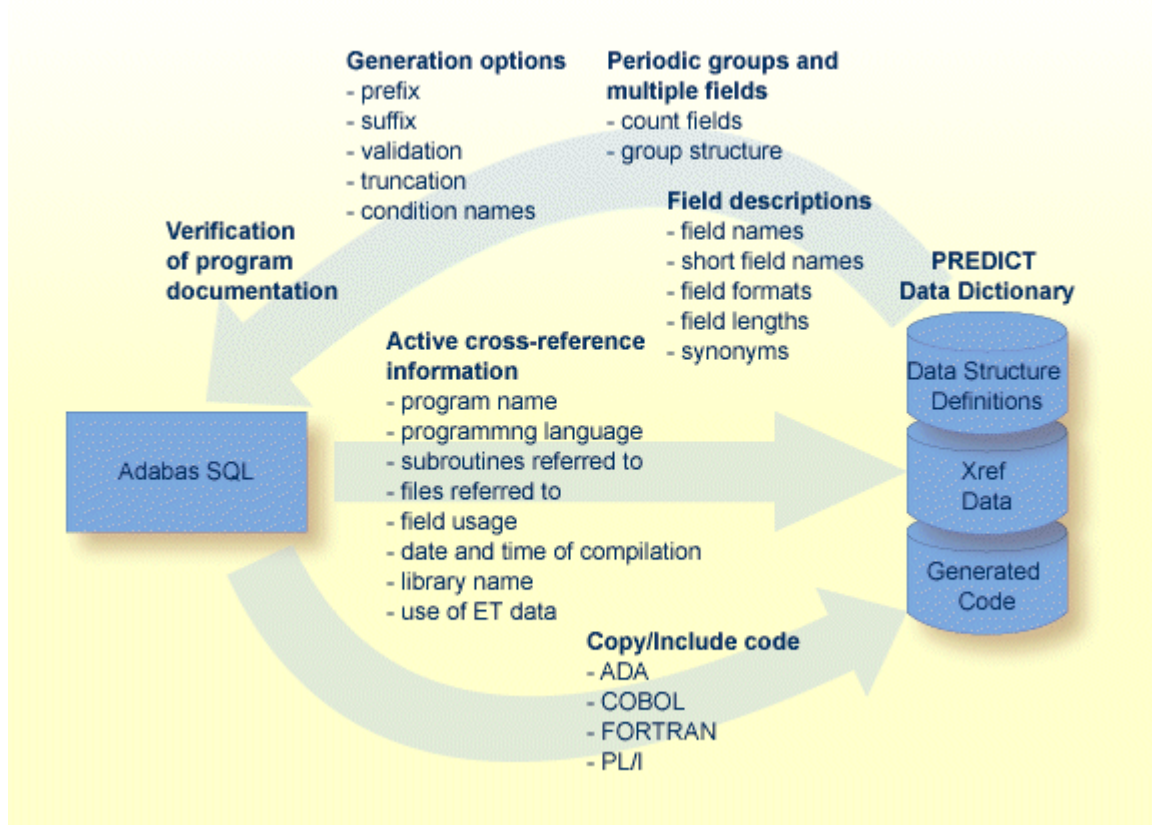 Generation options
- prefix
- suffix
- validation
- truncation
- condition names
Periodic groups and
multiple fields
- count fields
- group structure
Field descriptions
- field names
- short field names
- field formats
- field lengths
- synonyms
Verification
of program
documentation
PREDICT
Data Dictionary
Data Structure
Definitions
Xref
Data
Generated
Code
Active cross-reference
information
- program name
- programmng language
- subroutines referred to
- files referred to
- field usage
- date and time of compilation
- library name
- use of ET data
Adabas SQL
Copy/Include code
- ADA
- COBOL
- FORTRAN
- PL/I